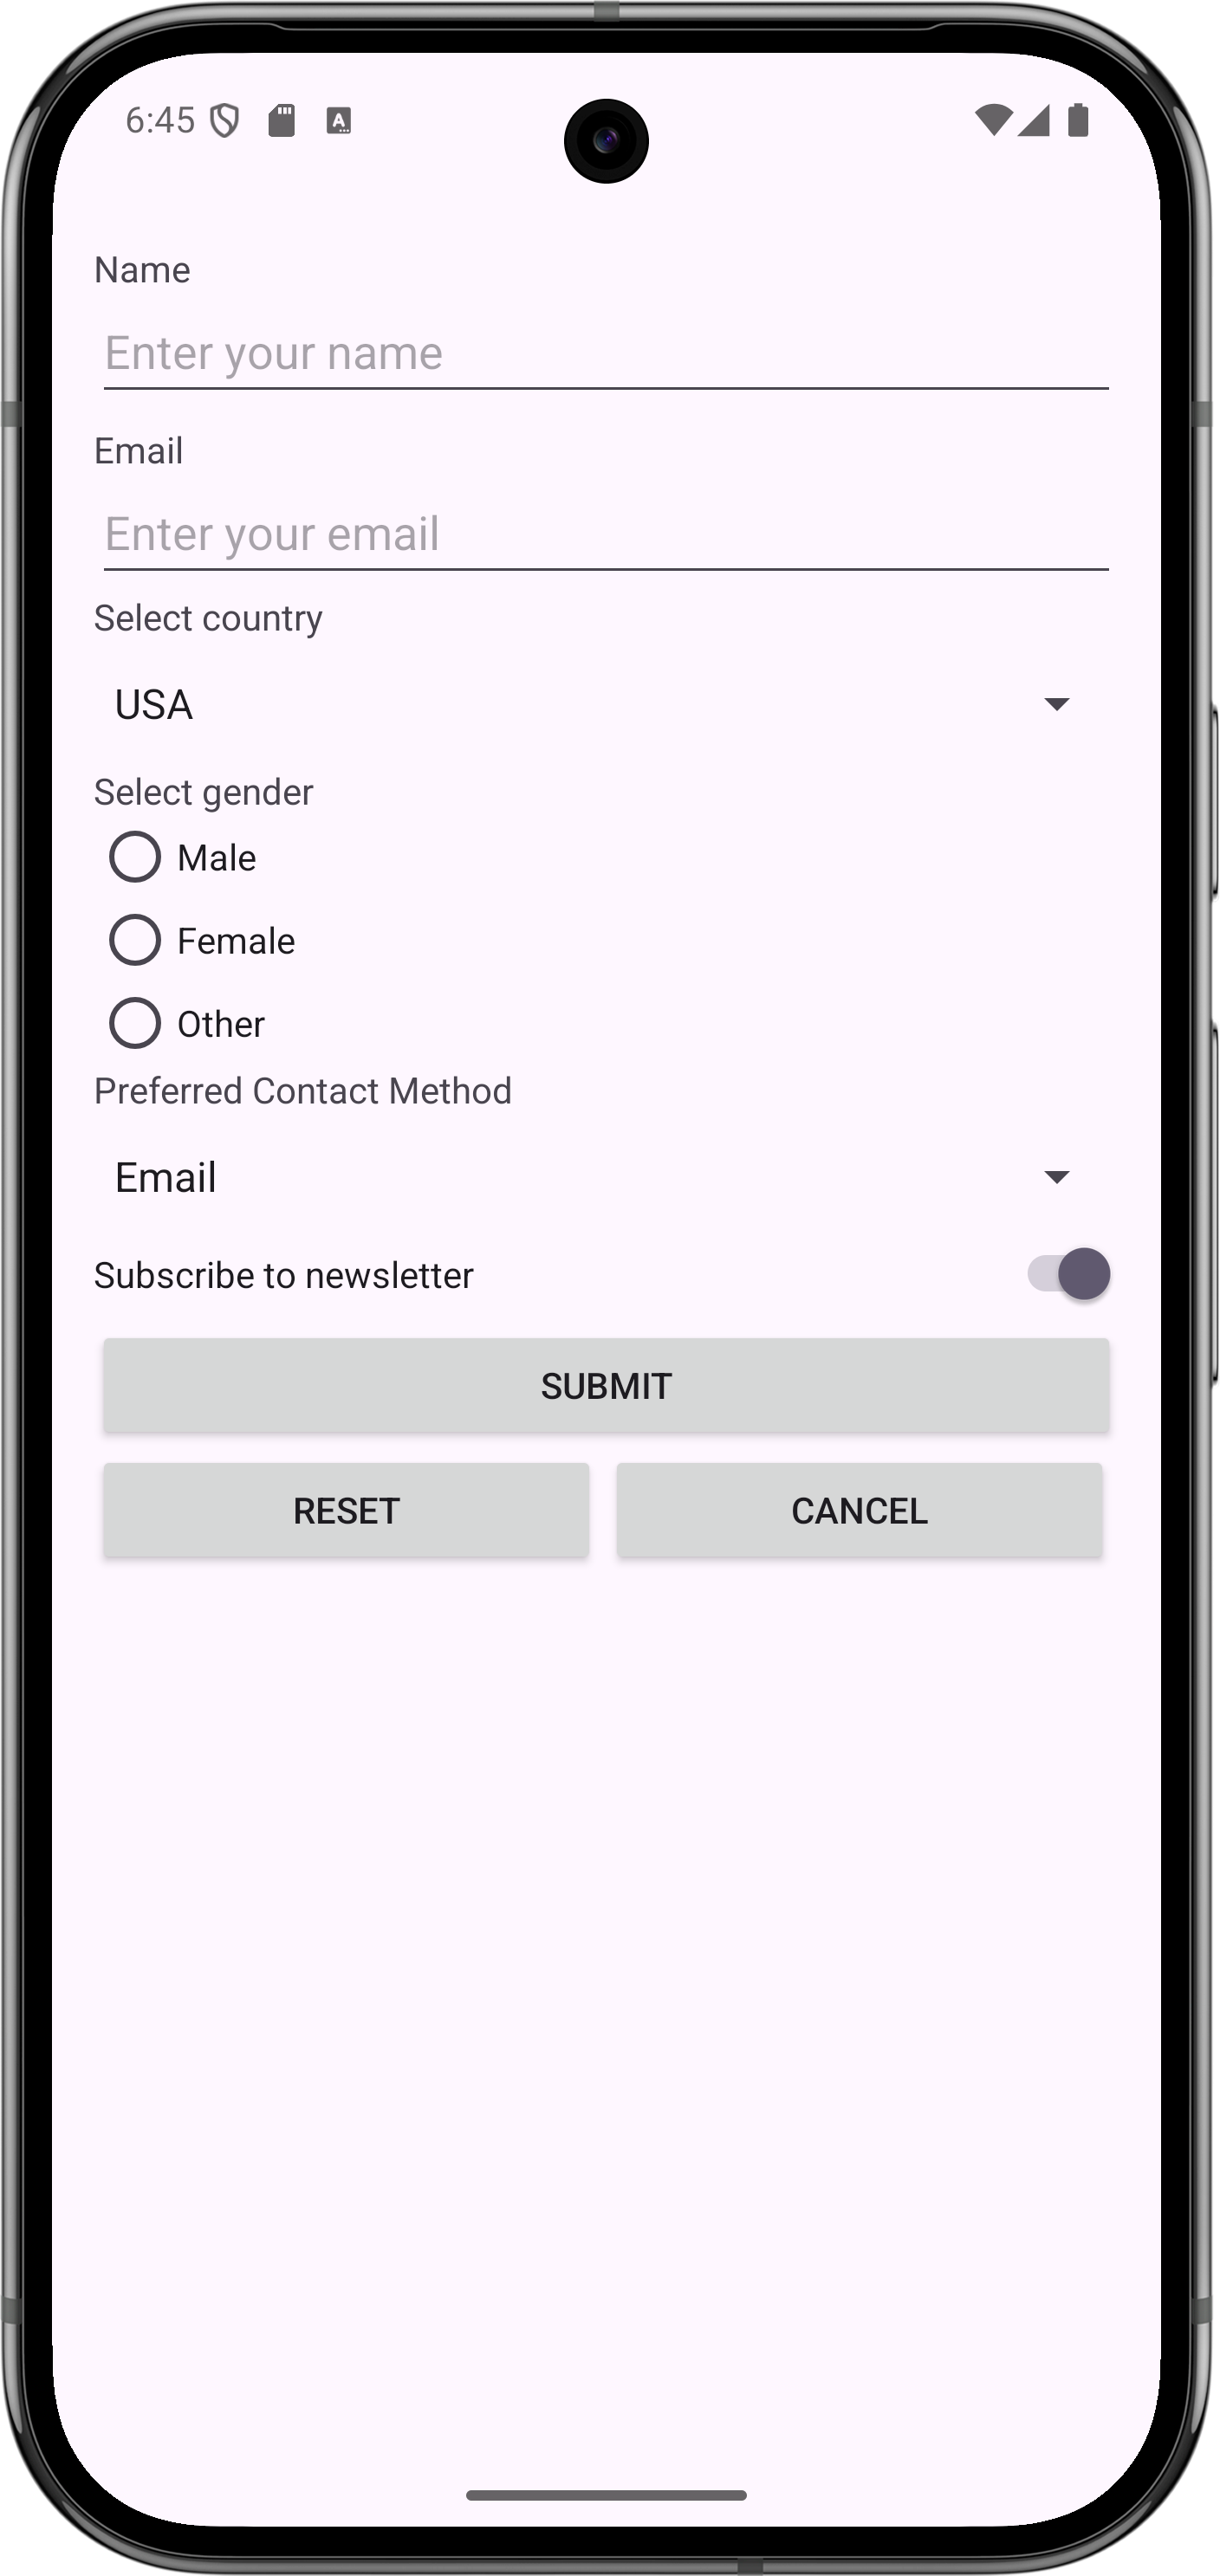 6:45
Name
Enter your name
Email
Enter your email
Select country
USA
Select gender
Male
Female
Other
Preferred Contact Method
Email
Subscribe to newsletter
SUBMIT
RESET CANCEL